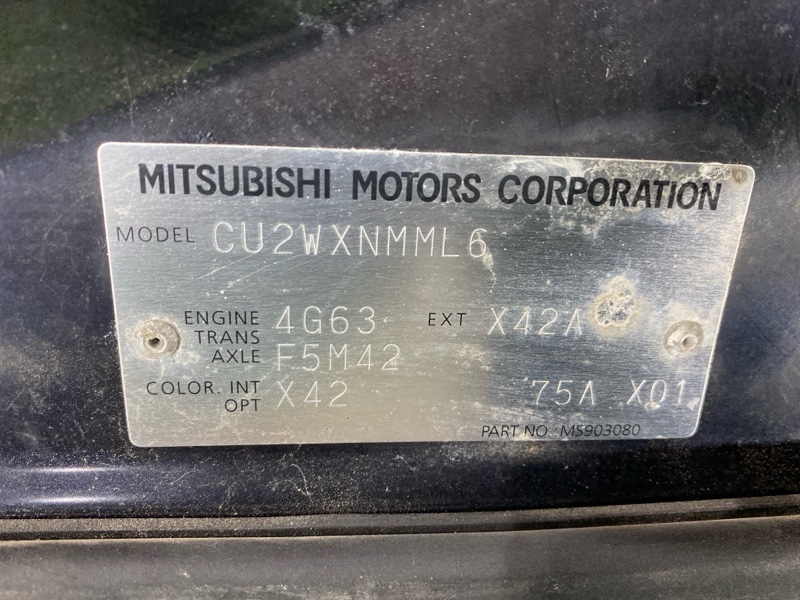 MITSUBISHI MOTORS CORPORATION
MODEL CU2WXNMML6
ENGINE 4G63 EXT X42A
TRANS
AXLE F5M42
COLOR. INT X42 75A X01
OPT
PART NO. MS903080